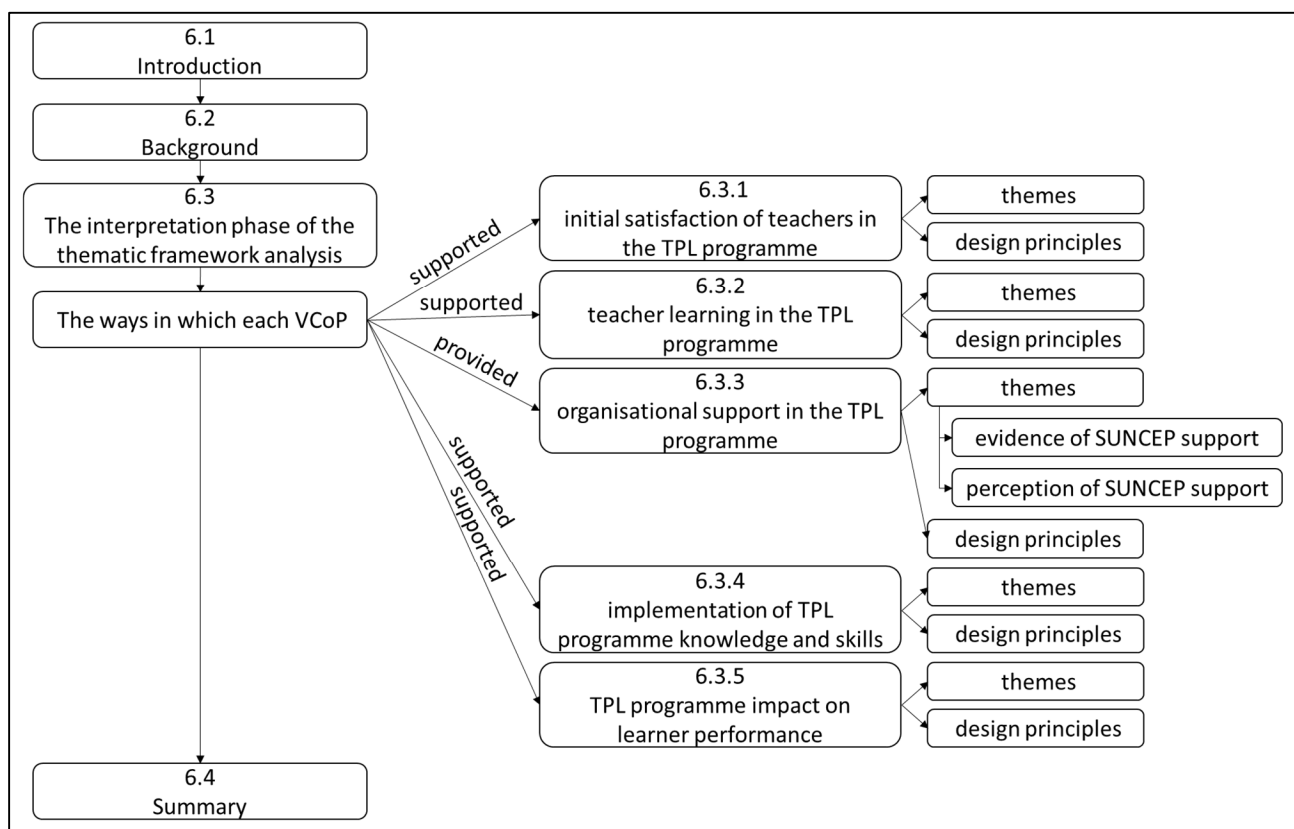 6.1
Introduction
6.2
Background
6.3
The interpretation phase of the
thematic framework analysis
The ways in which each VCoP
supported
6.3.1
initial satisfaction of teachers in
the TPL programme
themes
design principles
supported
6.3.2
teacher learning in the TPL
programme
themes
design principles
provided
6.3.3
organisational support in the TPL
programme
themes
evidence of SUNCEP support
perception of SUNCEP support
design principles
supported
6.3.4
implementation of TPL
programme knowledge and skills
themes
design principles
supported
6.3.5
TPL programme impact on
learner performance
themes
design principles
6.4
Summary